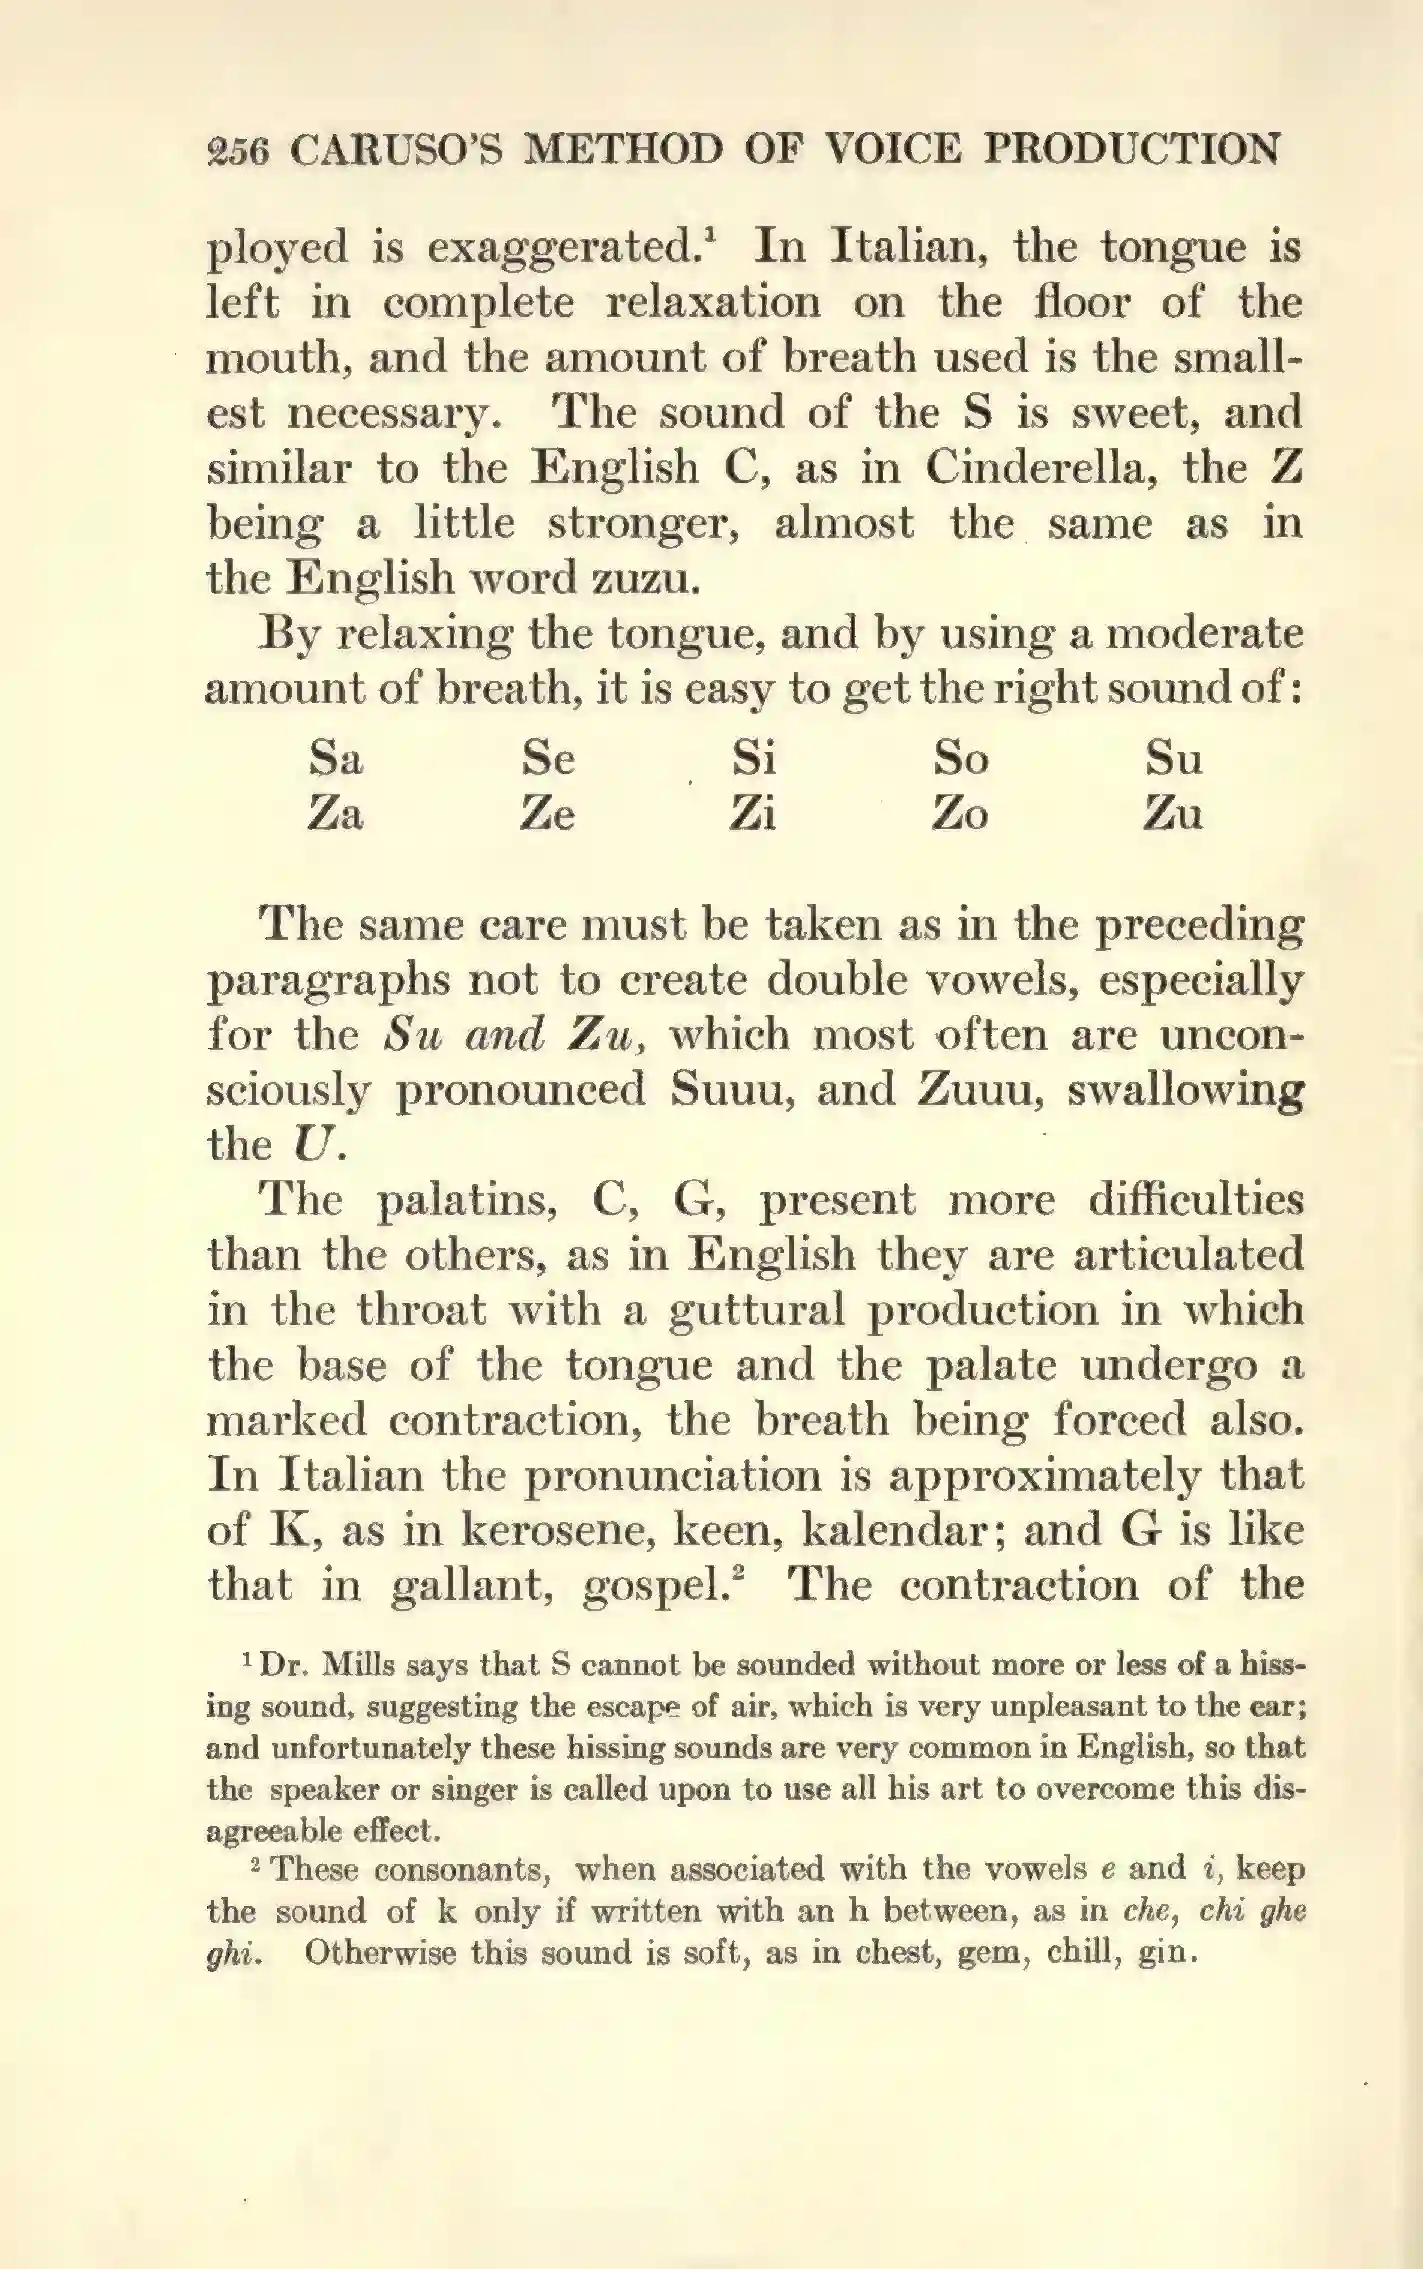 256 CARUSO'S METHOD OF VOICE PRODUCTION
ployed is exaggerated.¹ In Italian, the tongue is
left in complete relaxation on the floor of the
mouth, and the amount of breath used is the small-
est necessary. The sound of the S is sweet, and
similar to the English C, as in Cinderella, the Z
being a little stronger, almost the same as in
the English word zuzu.
By relaxing the tongue, and by using a moderate
amount of breath, it is easy to get the right sound of:
Sa Se Si So Su
Za Ze Zi Zo Zu
The same care must be taken as in the preceding
paragraphs not to create double vowels, especially
for the Su and Zu, which most often are uncon-
sciously pronounced Suuu, and Zuuu, swallowing
the U.
The palatins, C, G, present more difficulties
than the others, as in English they are articulated
in the throat with a guttural production in which
the base of the tongue and the palate undergo a
marked contraction, the breath being forced also.
In Italian the pronunciation is approximately that
of K, as in kerosene, keen, kalendar; and G is like
that in gallant, gospel.² The contraction of the
¹ Dr. Mills says that S cannot be sounded without more or less of a hiss-
ing sound, suggesting the escape of air, which is very unpleasant to the ear;
and unfortunately these hissing sounds are very common in English, so that
the speaker or singer is called upon to use all his art to overcome this dis-
agreeable effect.
² These consonants, when associated with the vowels e and i, keep
the sound of k only if written with an h between, as in che, chi ghe
ghi. Otherwise this sound is soft, as in chest, gem, chill, gin.